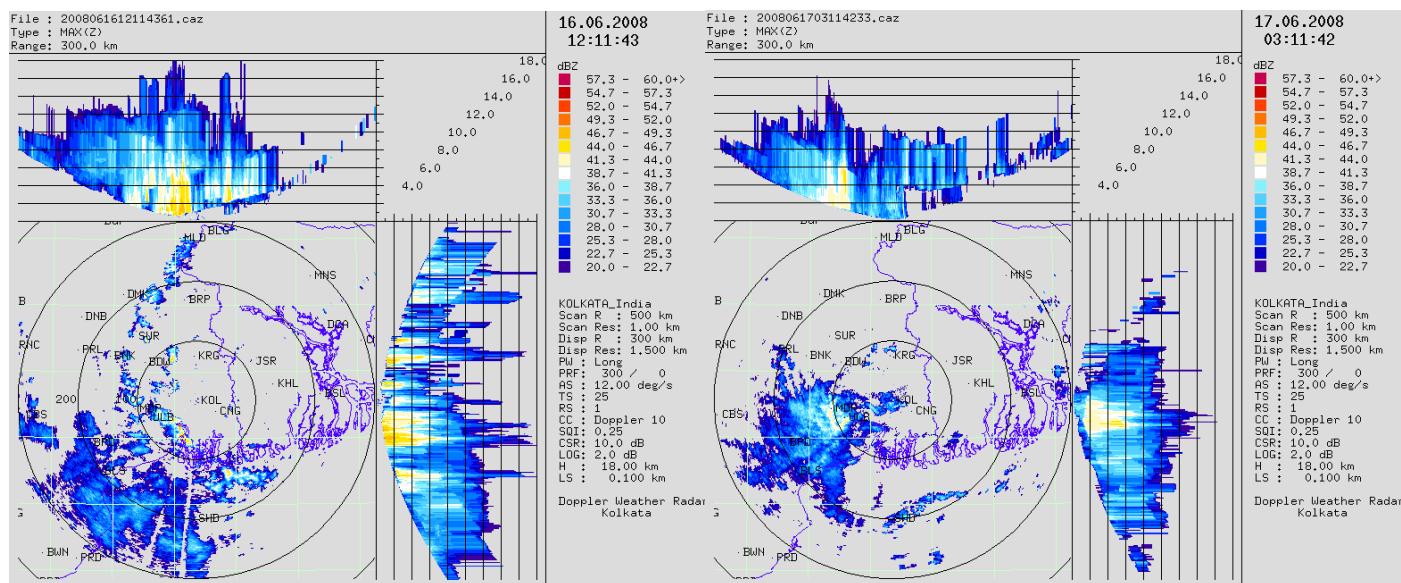 File : 2008061612114361.caz
Type : MAX(Z)
Range: 300.0 km
16.06.2008
12:11:43
18.0
16.0
14.0
12.0
10.0
8.0
6.0
4.0
dBZ
57.3 - 60.0+>
54.7 - 57.3
52.0 - 54.7
49.3 - 52.0
46.7 - 49.3
44.0 - 46.7
41.3 - 44.0
38.7 - 41.3
36.0 - 38.7
33.3 - 36.0
30.7 - 33.3
28.0 - 30.7
25.3 - 28.0
22.7 - 25.3
20.0 - 22.7
BLG
MLD
MNS
B
BRP
DNB
DCA
SUR
RNC
PRL
BNK
BDW
KRG
JSR
KHL
BSL
200
100
KOL
CNG
CBS
BLS
SHD
G
BWN
PRD
KOLKATA_India
Scan R : 500 km
Scan Res: 1.00 km
Disp R : 300 km
Disp Res: 1.500 km
PW : Long
PRF: 300 / 0
AS : 12.00 deg/s
TS : 25
RS : 1
CC : Doppler 10
SQI: 0.25
CSR: 10.0 dB
LOG: 2.0 dB
H : 18.00 km
LS : 0.100 km
Doppler Weather Radar
Kolkata
File : 2008061703114233.caz
Type : MAX(Z)
Range: 300.0 km
17.06.2008
03:11:42
18.0
16.0
14.0
12.0
10.0
8.0
6.0
4.0
dBZ
57.3 - 60.0+>
54.7 - 57.3
52.0 - 54.7
49.3 - 52.0
46.7 - 49.3
44.0 - 46.7
41.3 - 44.0
38.7 - 41.3
36.0 - 38.7
33.3 - 36.0
30.7 - 33.3
28.0 - 30.7
25.3 - 28.0
22.7 - 25.3
20.0 - 22.7
BLG
MLD
MNS
B
DMK
BRP
DNB
DCA
SUR
RNC
PRL
BNK
BDW
KRG
JSR
KHL
BSL
KOL
CNG
CBS
BLS
SHD
G
BWN
PRD
KOLKATA_India
Scan R : 500 km
Scan Res: 1.00 km
Disp R : 300 km
Disp Res: 1.500 km
PW : Long
PRF: 300 / 0
AS : 12.00 deg/s
TS : 25
RS : 1
CC : Doppler 10
SQI: 0.25
CSR: 10.0 dB
LOG: 2.0 dB
H : 18.00 km
LS : 0.100 km
Doppler Weather Radar
Kolkata